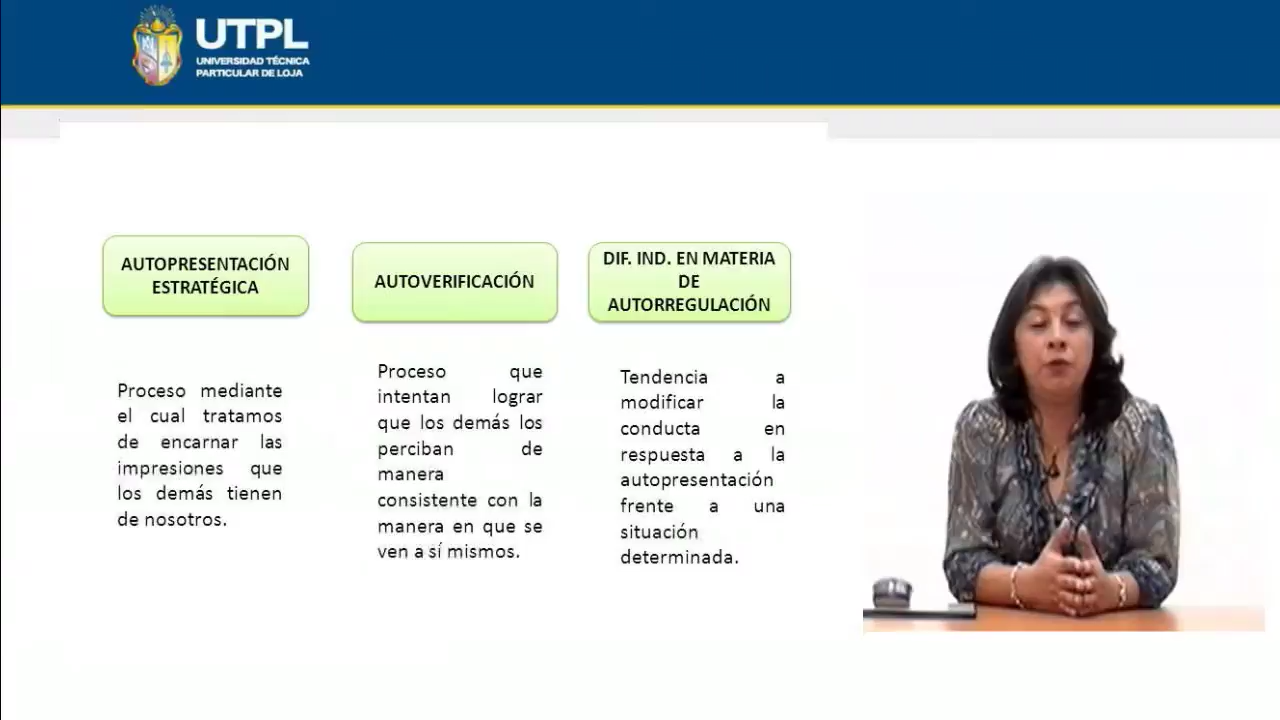 UTPL
UNIVERSIDAD TÉCNICA
PARTICULAR DE LOJA
AUTOPRESENTACIÓN
ESTRATÉGICA
Proceso mediante
el cual tratamos
de encarnar las
impresiones que
los demás tienen
de nosotros.
AUTOVERIFICACIÓN
Proceso que
intentan lograr
que los demás los
perciban de
manera
consistente con la
manera en que se
ven a sí mismos.
DIF. IND. EN MATERIA
DE
AUTORREGULACIÓN
Tendencia a
modificar la
conducta en
respuesta a la
autopresentación
frente a una
situación
determinada.